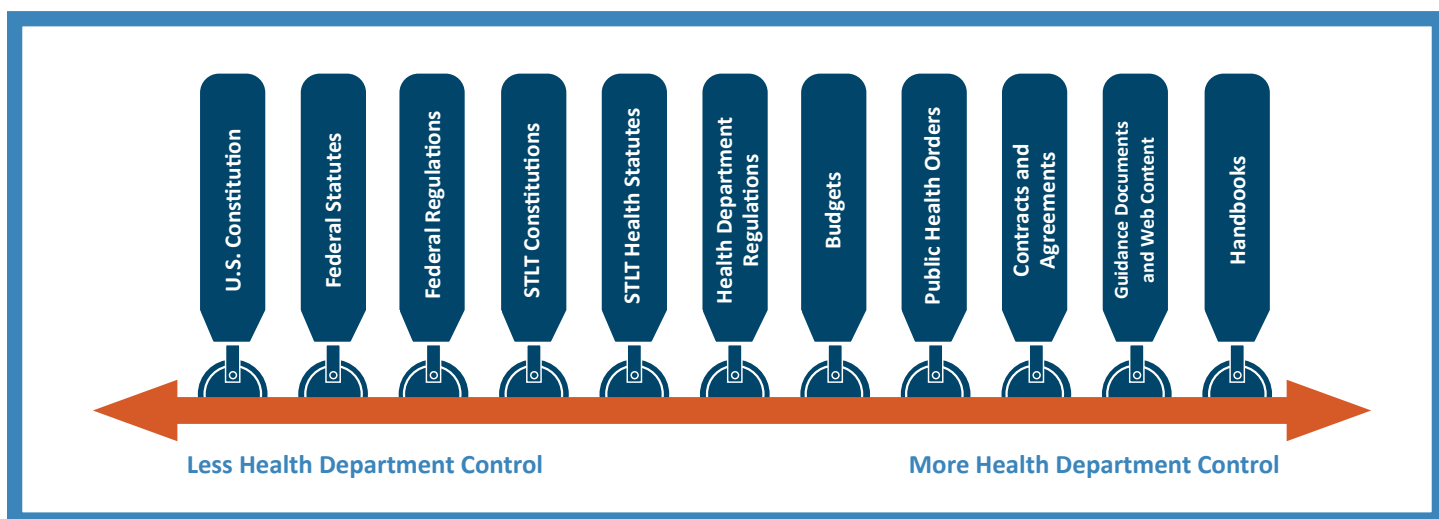 U.S. Constitution
Federal Statutes
Federal Regulations
STLT Constitutions
STLT Health Statutes
Health Department
Regulations
Budgets
Public Health Orders
Contracts and
Agreements
Guidance Documents
and Web Content
Handbooks
Less Health Department Control
More Health Department Control